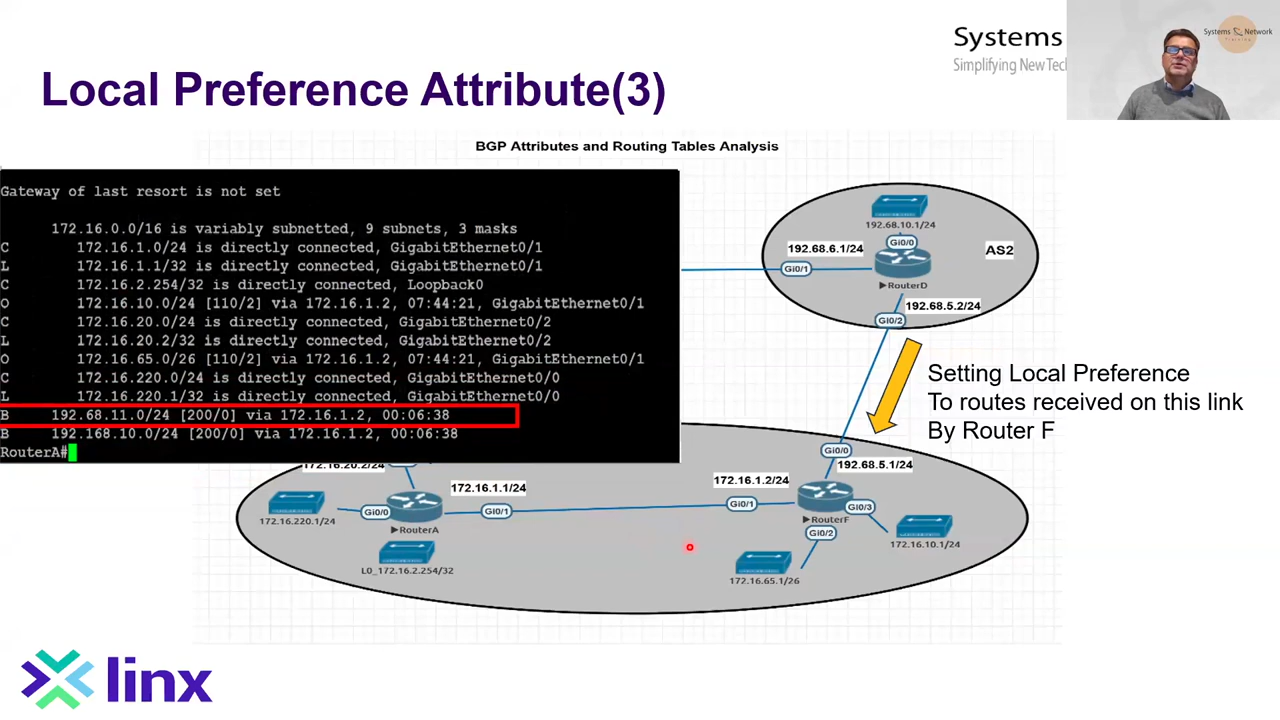 Systems
Simplifying NewTec
Systems & Network
Training
Local Preference Attribute(3)
BGP Attributes and Routing Tables Analysis
Gateway of last resort is not set
172.16.0.0/16 is variably subnetted, 9 subnets, 3 masks
C 172.16.1.0/24 is directly connected, GigabitEthernet0/1
L 172.16.1.1/32 is directly connected, GigabitEthernet0/1
C 172.16.2.254/32 is directly connected, Loopback0
O 172.16.10.0/24 [110/2] via 172.16.1.2, 07:44:21, GigabitEthernet0/1
C 172.16.20.0/24 is directly connected, GigabitEthernet0/2
L 172.16.20.2/32 is directly connected, GigabitEthernet0/2
O 172.16.65.0/26 [110/2] via 172.16.1.2, 07:44:21, GigabitEthernet0/1
C 172.16.220.0/24 is directly connected, GigabitEthernet0/0
L 172.16.220.1/32 is directly connected, GigabitEthernet0/0
B 192.68.11.0/24 [200/0] via 172.16.1.2, 00:06:38
B 192.168.10.0/24 [200/0] via 172.16.1.2, 00:06:38
RouterA#
192.68.10.1/24
Gi0/0
192.68.6.1/24
AS2
Gi0/1
RouterD
192.68.5.2/24
Gi0/2
Setting Local Preference
To routes received on this link
By Router F
Gi0/0
192.68.5.1/24
172.16.20.2/24
172.16.1.1/24
172.16.1.2/24
172.16.220.1/24
Gi0/0
Gi0/1
RouterA
Gi0/1
RouterF
Gi0/3
Gi0/2
172.16.10.1/24
L0_172.16.2.254/32
172.16.65.1/26
linx